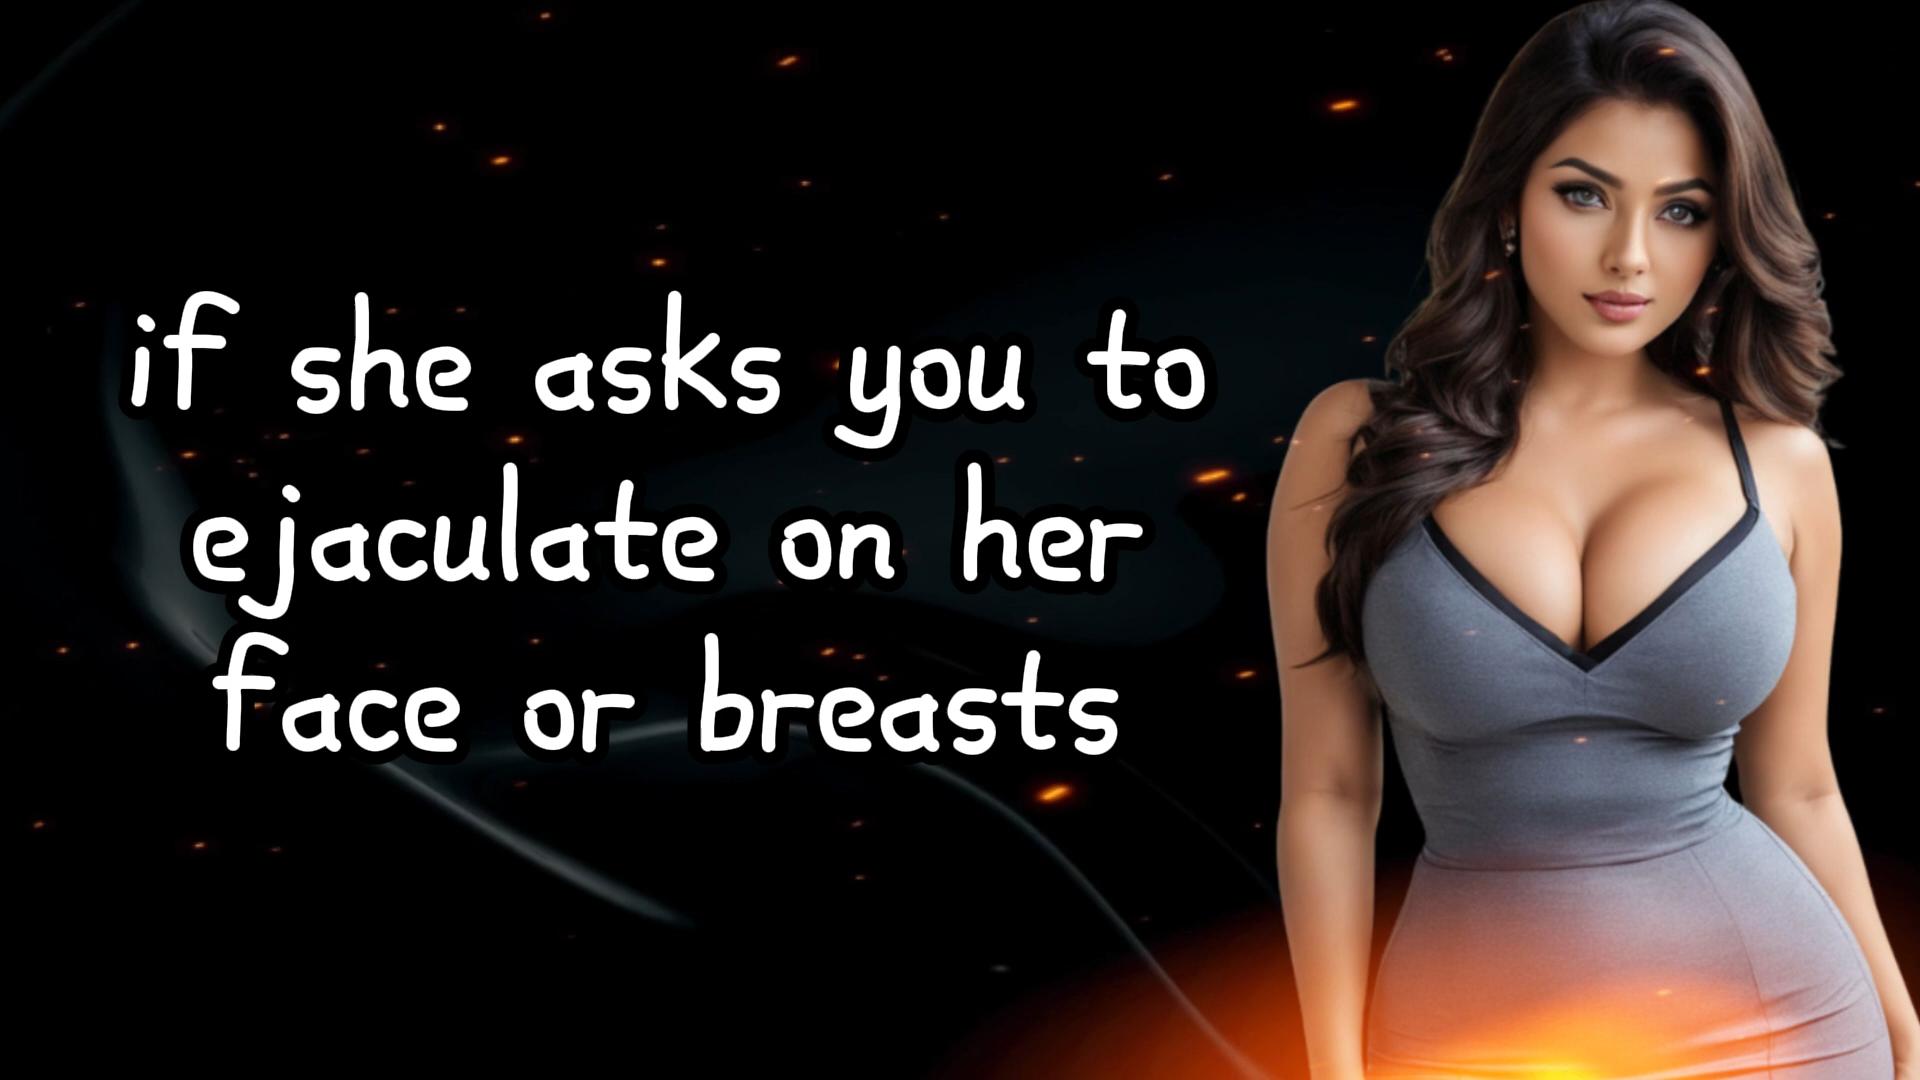 if she asks you to
ejaculate on her
face or breasts